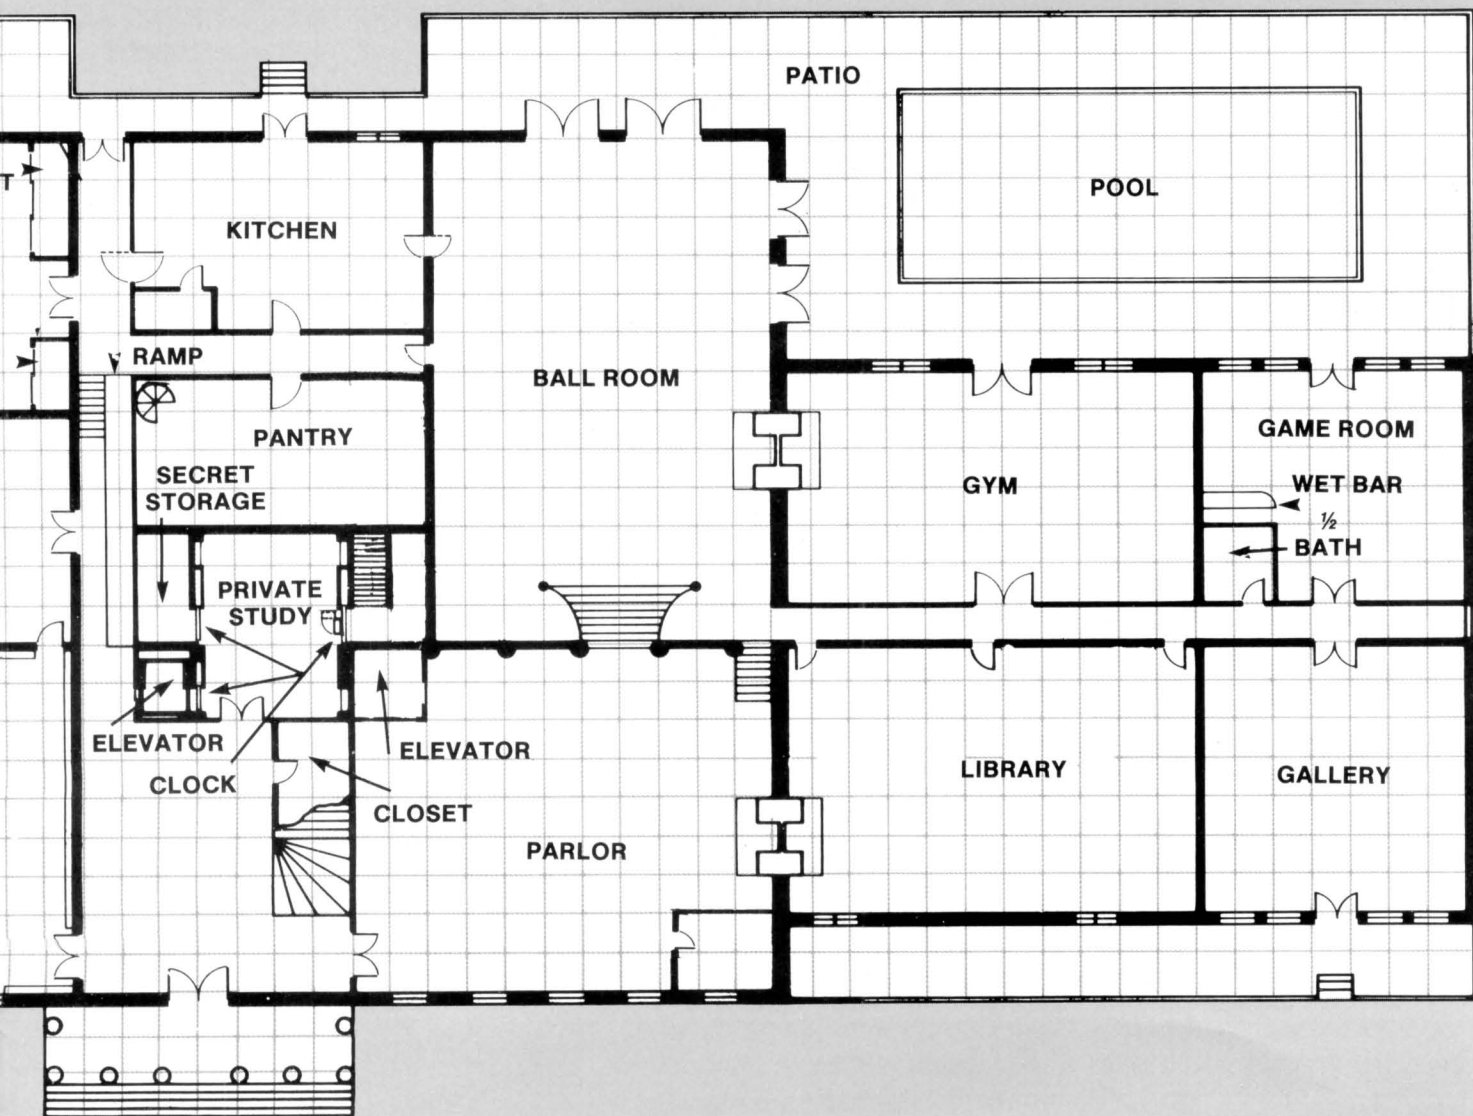 PATIO
POOL
T
KITCHEN
RAMP
BALL ROOM
PANTRY
SECRET
STORAGE
GAME ROOM
WET BAR
½
BATH
GYM
PRIVATE
STUDY
ELEVATOR
CLOCK
ELEVATOR
CLOSET
PARLOR
LIBRARY
GALLERY